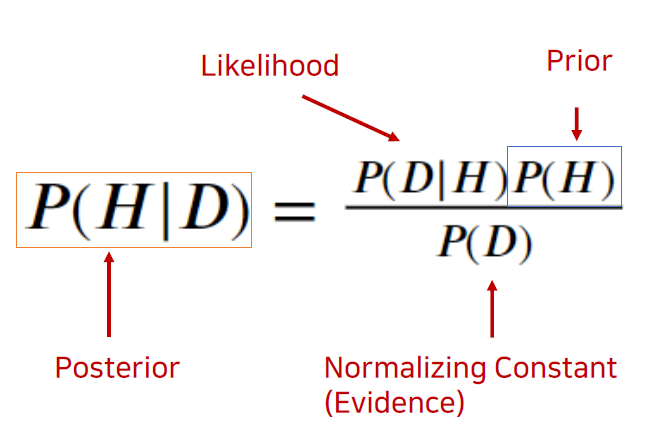 Likelihood
Prior
P(H|D) = P(D|H)P(H)
P(D)
Posterior
Normalizing Constant
(Evidence)